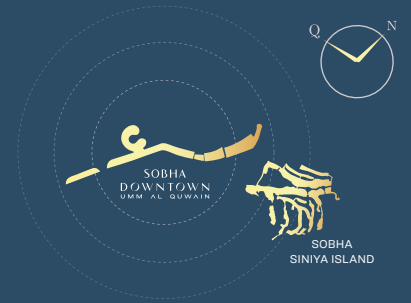 Q
N
SOBHA
DOWNTOWN
UMM AL QUWAIN
SOBHA
SINIYA ISLAND